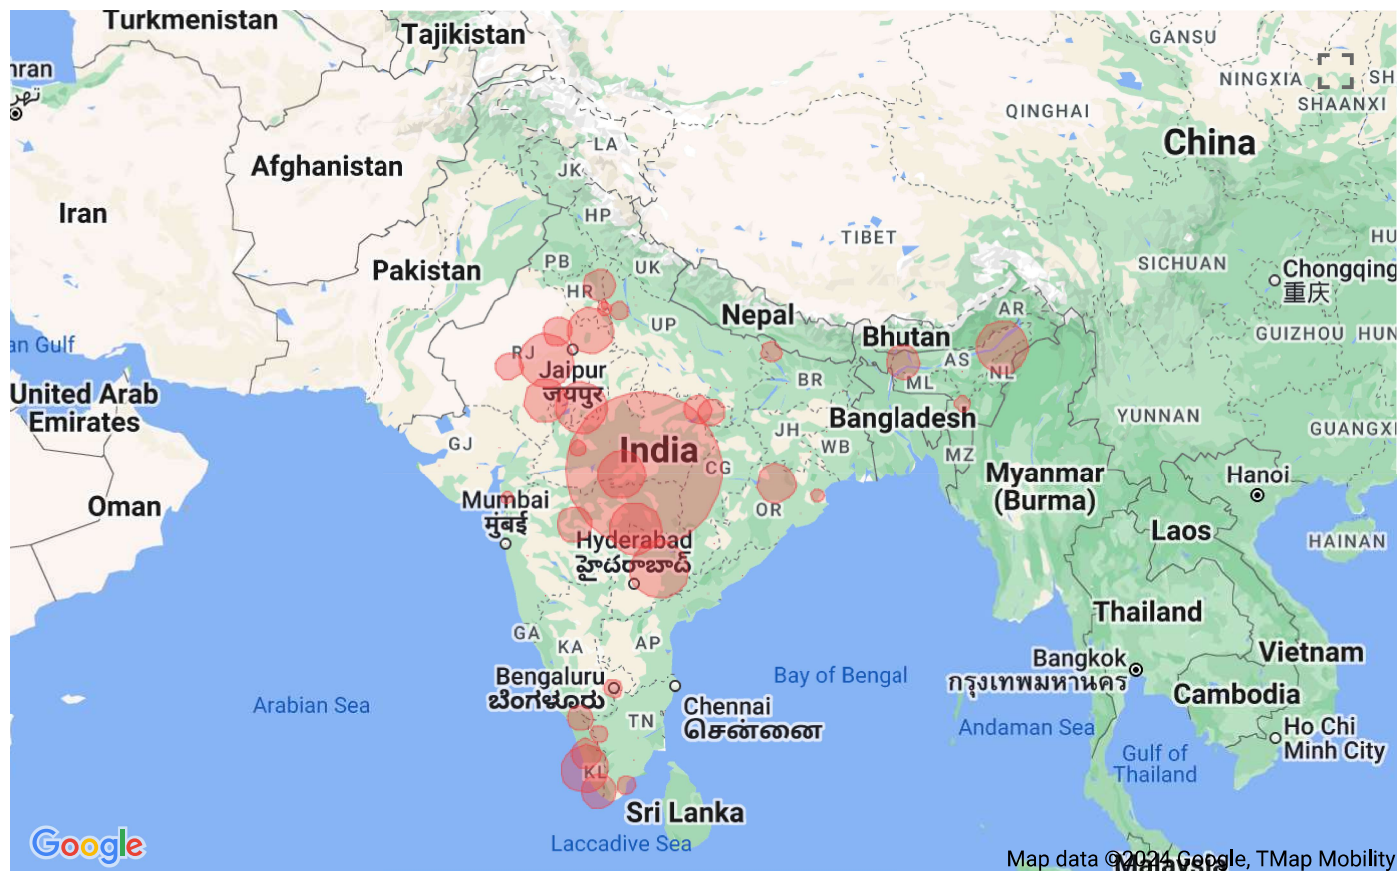 Turkmenistan
Tajikistan
GANSU
hran
تهر
NINGXIA
SH
SHAANXI
QINGHAI
China
LA
JK
Afghanistan
Iran
HP
TIBET
HU
PB
UK
SICHUAN
Pakistan
Chongqing
重庆
HR
AR
Nepal
UP
Bhutan
GUIZHOU
HUN
an Gulf
RJ
AS
Jaipur
जयपुर
NL
BR
ML
United Arab
Emirates
Bangladesh
YUNNAN
GUANGXI
GJ
India
JH
WB
MZ
CG
Myanmar
(Burma)
Hanoi
Mumbai
मुंबई
Oman
OR
Laos
HAINAN
Hyderabad
హైదరాబాద్
Thailand
GA
KA
AP
Vietnam
Bangkok
กรุงเทพมหานคร
Bengaluru
ಬೆಂಗಳೂರು
Bay of Bengal
Cambodia
Arabian Sea
Chennai
சென்னை
TN
Andaman Sea
Ho Chi
Minh City
Gulf of
Thailand
KL
Sri Lanka
Laccadive Sea
Google
Map data ©2024 Google, TMap Mobility
Malaysia